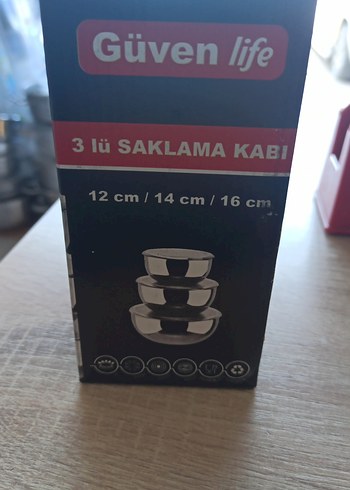 Güven life
3 lü SAKLAMA KABI
12 cm / 14 cm / 16 cm